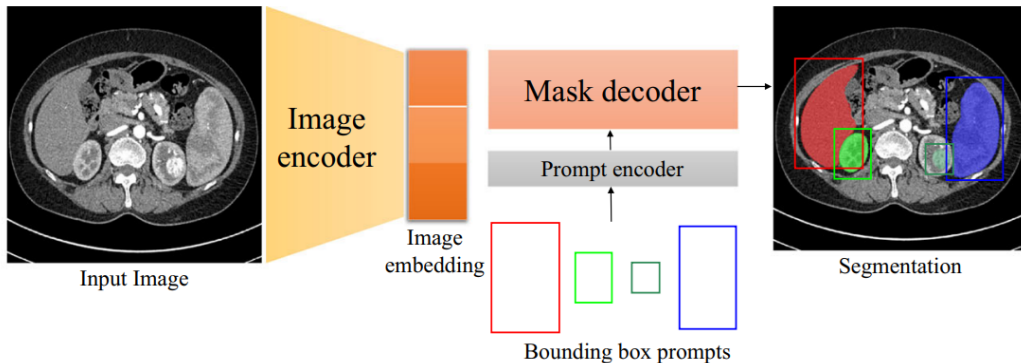 Input Image
Image
encoder
Image
embedding
Mask decoder
Prompt encoder
Bounding box prompts
Segmentation